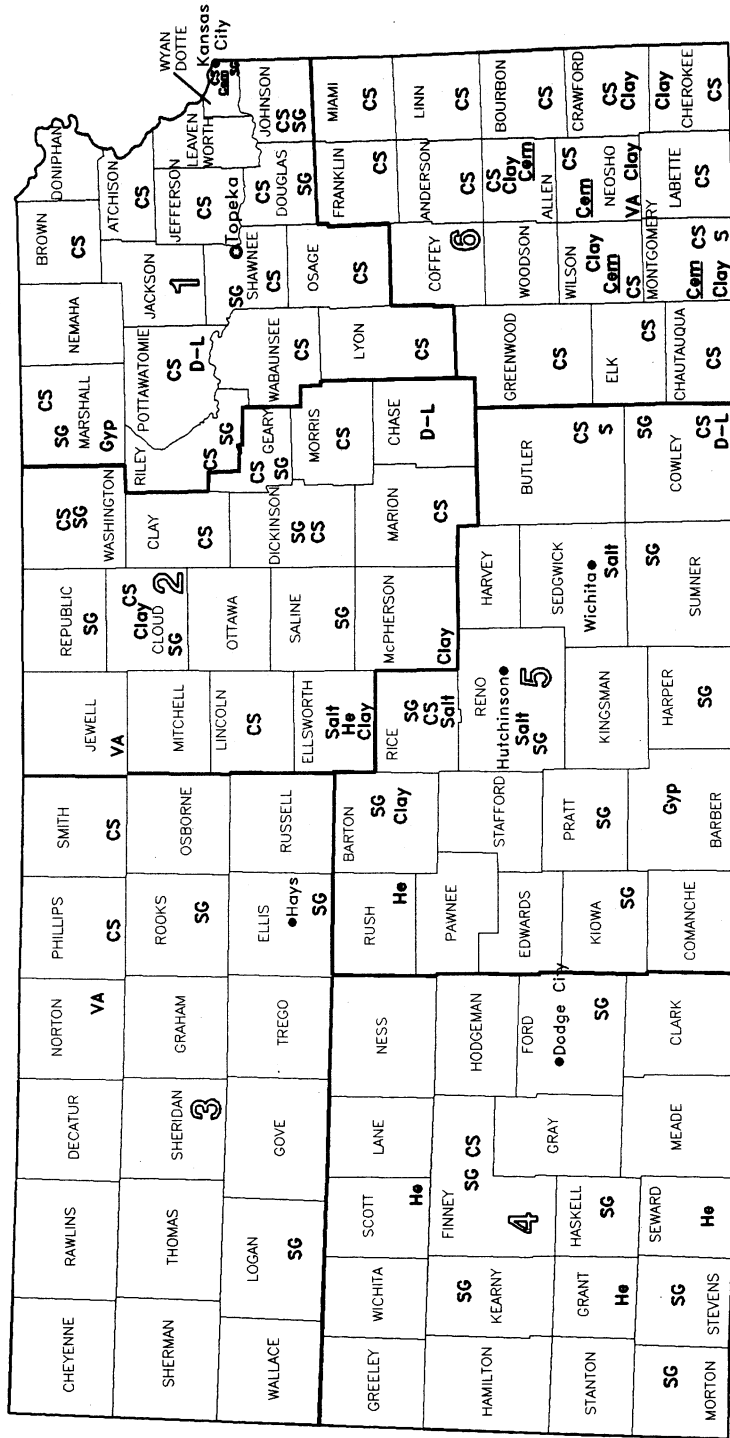 CHEYENNE
RAWLINS
DECATUR
NORTON
VA
PHILLIPS
CS
SMITH
CS
JEWELL
VA
REPUBLIC
SG
CS
SG
WASHINGTON
CS
SG
MARSHALL
Gyp
NEMAHA
BROWN
CS
DONIPHAN
SHERMAN
THOMAS
SHERIDAN
3
GRAHAM
ROOKS
SG
OSBORNE
MITCHELL
CS
Clay
CLOUD
SG
2
CLAY
CS
RILEY
CS
SG
POTTAWATOMIE
CS
D-L
JACKSON
1
ATCHISON
CS
JEFFERSON
CS
LEAVEN
WORTH
WYAN
DOTTE
Kansas
City
CS
Cem
SG
WALLACE
LOGAN
SG
GOVE
TREGO
ELLIS
Hays
SG
RUSSELL
LINCOLN
CS
OTTAWA
ELLSWORTH
Salt
He
Clay
SALINE
SG
DICKINSON
SG
CS
GEARY
CS
SG
MORRIS
CS
WABAUNSEE
CS
SG
Topeka
SHAWNEE
CS
CS
DOUGLAS
SG
JOHNSON
CS
SG
OSAGE
CS
LYON
CS
FRANKLIN
CS
MIAMI
CS
GREELEY
WICHITA
SCOTT
He
LANE
NESS
RUSH
He
BARTON
SG
Clay
RICE
SG
CS
Salt
McPHERSON
Clay
MARION
CS
CHASE
D-L
COFFEY
6
ANDERSON
CS
LINN
CS
HAMILTON
SG
KEARNY
FINNEY
SG CS
4
GRAY
HODGEMAN
FORD
Dodge City
SG
PAWNEE
EDWARDS
STAFFORD
RENO
Hutchinson
Salt
SG
5
HARVEY
SEDGWICK
Wichita
Salt
BUTLER
CS
S
GREENWOOD
CS
WOODSON
CS
Clay
Cem
ALLEN
BOURBON
CS
STANTON
GRANT
He
HASKELL
SG
KIOWA
SG
PRATT
SG
KINGSMAN
ELK
CS
WILSON
Clay
Cem
CS
CS
Cem
NEOSHO
VA Clay
CRAWFORD
CS
Clay
SG
MORTON
SG
STEVENS
SEWARD
He
MEADE
CLARK
COMANCHE
Gyp
BARBER
HARPER
SG
SG
SUMNER
SG
COWLEY
CS
D-L
CHAUTAUQUA
CS
MONTGOMERY
Cem CS
Clay S
LABETTE
CS
Clay
CHEROKEE
CS